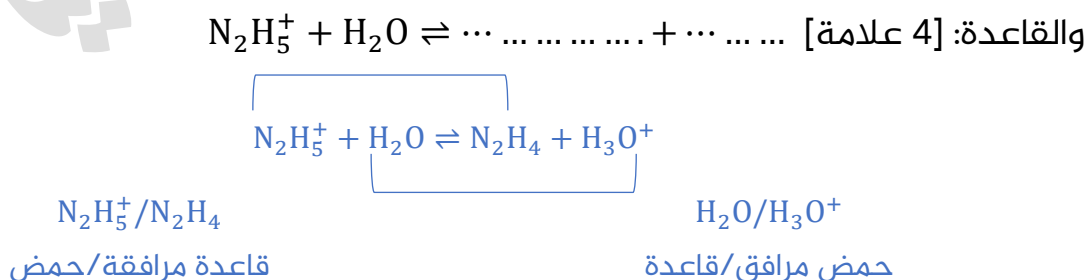 والقاعدة: [4 علامة] N₂H₅⁺ + H₂O ⇌ ⋯ ... ... ... ... . + ⋯ ... ...
N₂H₅⁺ + H₂O ⇌ N₂H₄ + H₃O⁺
N₂H₅⁺/N₂H₄ H₂O/H₃O⁺
قاعدة مرافقة/حمض حمض مرافق/قاعدة